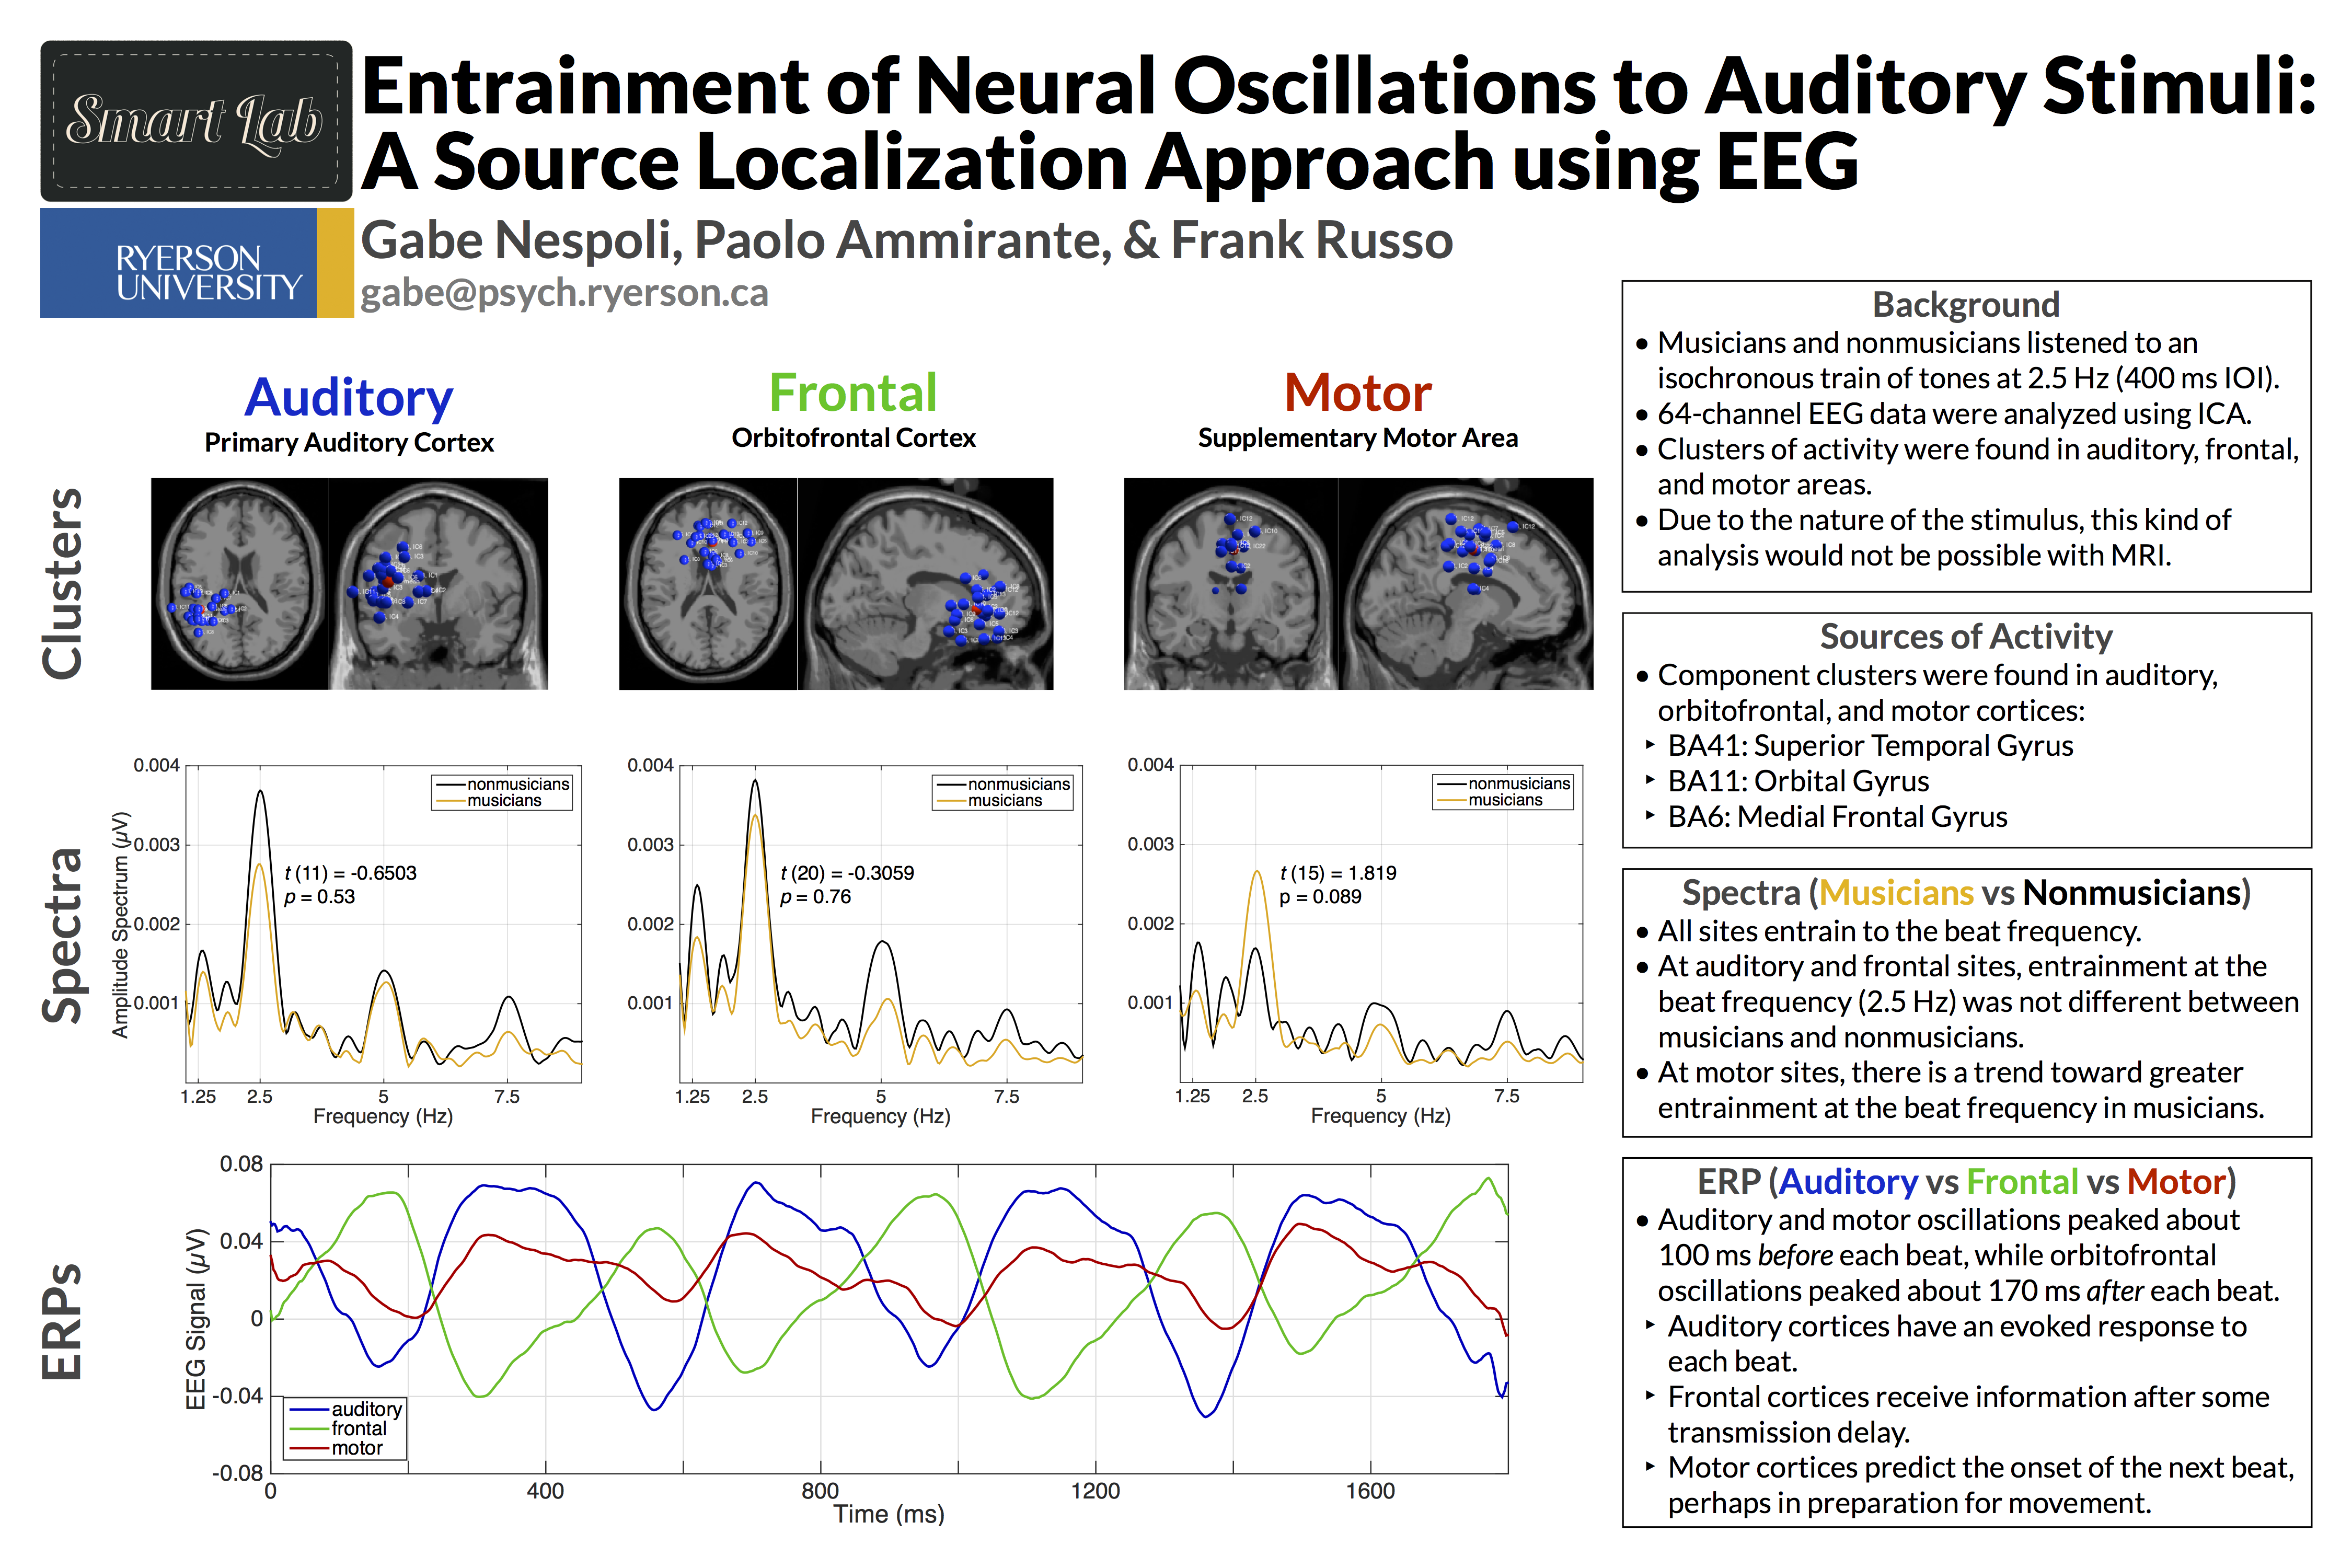 Smart Lab
Entrainment of Neural Oscillations to Auditory Stimuli:
A Source Localization Approach using EEG
RYERSON
UNIVERSITY
Gabe Nespoli, Paolo Ammirante, & Frank Russo
gabe@psych.ryerson.ca
Auditory
Primary Auditory Cortex
Frontal
Orbitofrontal Cortex
Motor
Supplementary Motor Area
Clusters
Spectra
0.004
0.003
0.002
0.001
Amplitude Spectrum (µV)
nonmusicians
musicians
t (11) = -0.6503
p = 0.53
1.25 2.5 5 7.5
Frequency (Hz)
0.004
0.003
0.002
0.001
nonmusicians
musicians
t (20) = -0.3059
p = 0.76
1.25 2.5 5 7.5
Frequency (Hz)
0.004
0.003
0.002
0.001
nonmusicians
musicians
t (15) = 1.819
p = 0.089
1.25 2.5 5 7.5
Frequency (Hz)
ERPs
0.08
0.04
0
-0.04
-0.08
EEG Signal (µV)
auditory
frontal
motor
0 400 800 1200 1600
Time (ms)
Background
• Musicians and nonmusicians listened to an
isochronous train of tones at 2.5 Hz (400 ms IOI).
• 64-channel EEG data were analyzed using ICA.
• Clusters of activity were found in auditory, frontal,
and motor areas.
• Due to the nature of the stimulus, this kind of
analysis would not be possible with MRI.
Sources of Activity
• Component clusters were found in auditory,
orbitofrontal, and motor cortices:
‣ BA41: Superior Temporal Gyrus
‣ BA11: Orbital Gyrus
‣ BA6: Medial Frontal Gyrus
Spectra (Musicians vs Nonmusicians)
• All sites entrain to the beat frequency.
• At auditory and frontal sites, entrainment at the
beat frequency (2.5 Hz) was not different between
musicians and nonmusicians.
• At motor sites, there is a trend toward greater
entrainment at the beat frequency in musicians.
ERP (Auditory vs Frontal vs Motor)
• Auditory and motor oscillations peaked about
100 ms before each beat, while orbitofrontal
oscillations peaked about 170 ms after each beat.
‣ Auditory cortices have an evoked response to
each beat.
‣ Frontal cortices receive information after some
transmission delay.
‣ Motor cortices predict the onset of the next beat,
perhaps in preparation for movement.